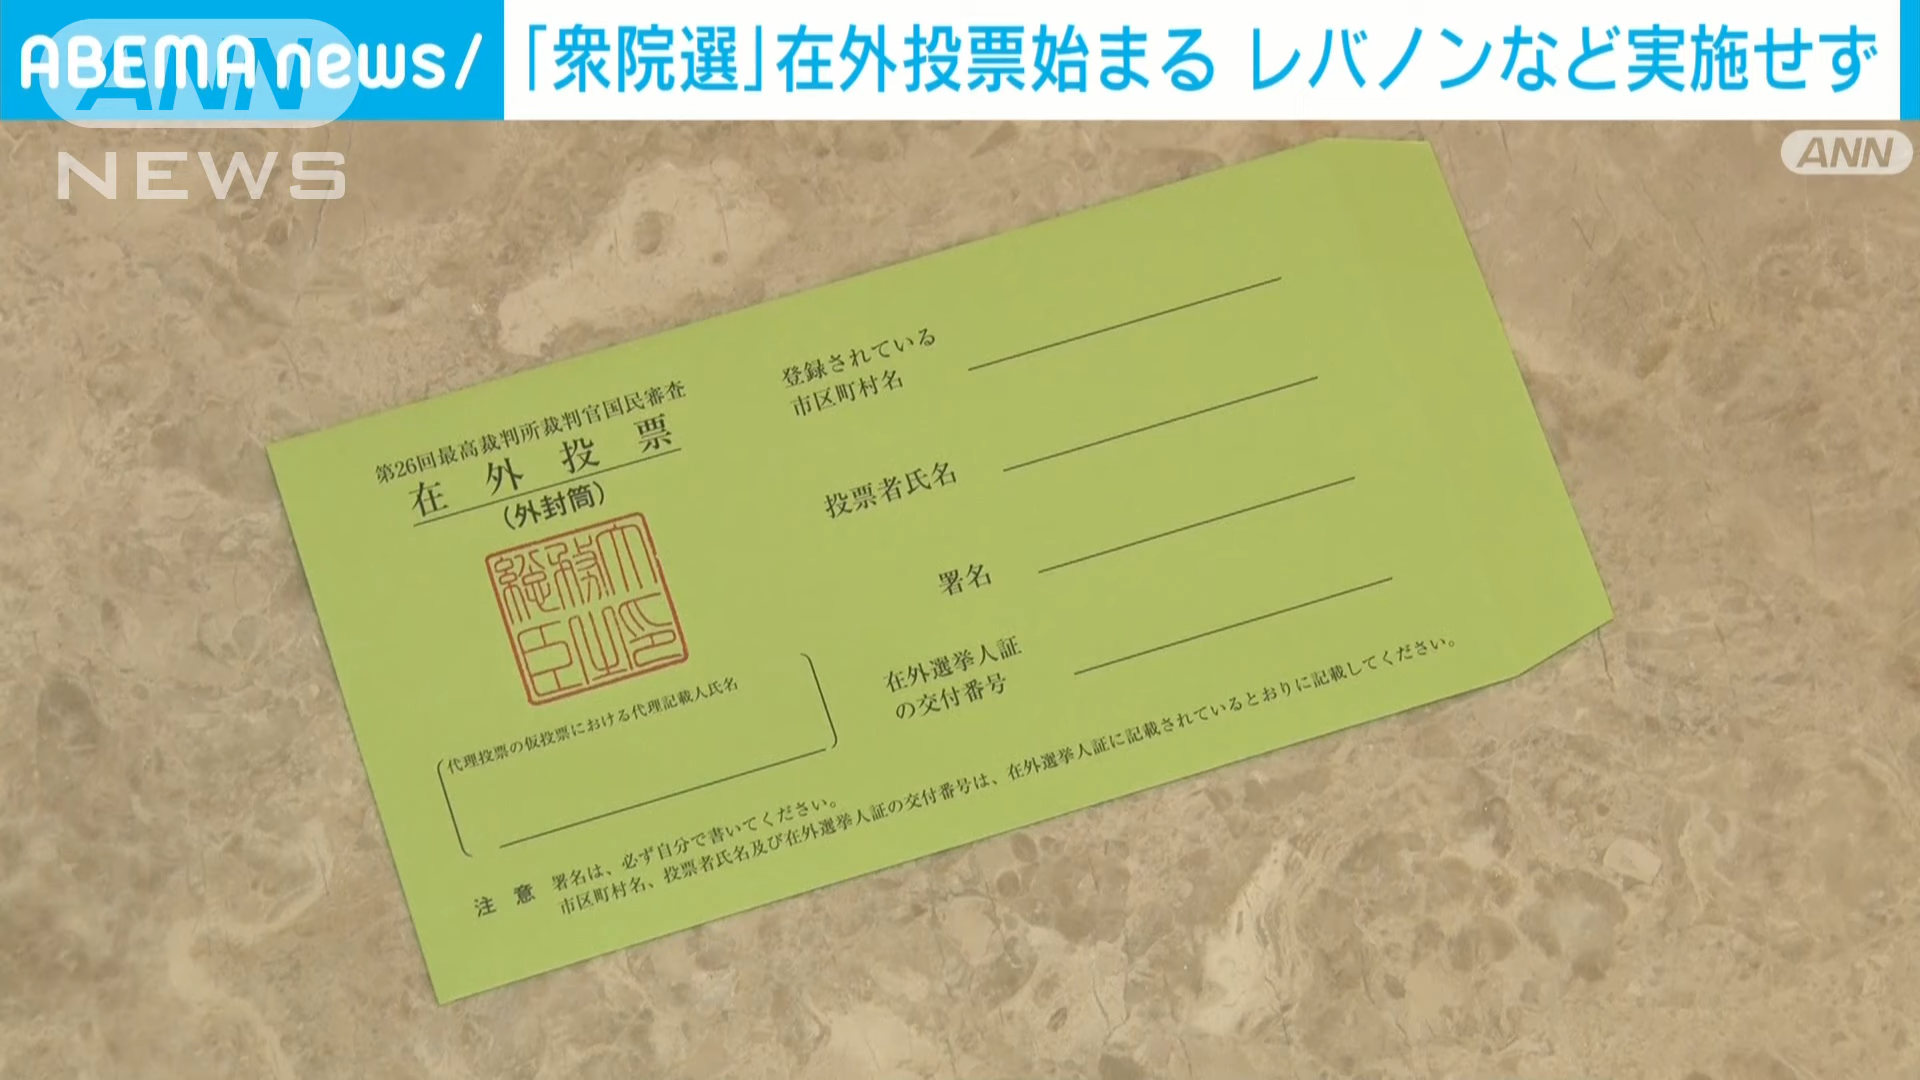 ABEMA news/
「衆院選」在外投票始まる レバノンなど実施せず
ANN
NEWS
ANN
第26回最高裁判所裁判官国民審査
在外投票
(外封筒)
総務大臣之印
代理投票の仮投票における代理記載人氏名
登録されている
市区町村名
投票者氏名
署名
在外選挙人証
の交付番号
注意 署名は、必ず自分で書いてください。
市区町村名、投票者氏名及び在外選挙人証の交付番号は、在外選挙人証に記載されているとおりに記載してください。